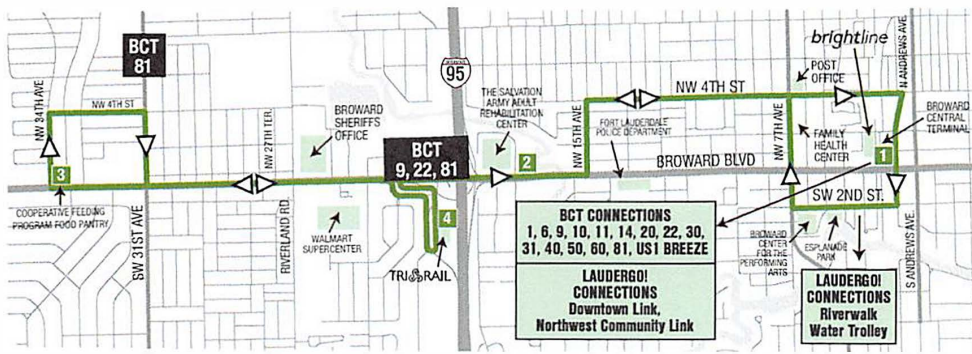 BCT
81
NW 34TH AVE
NW 4TH ST
3
COOPERATIVE FEEDING
PROGRAM FOOD PANTRY
SW 31ST AVE
NW 27TH TER.
RIVERLAND RD.
BROWARD
SHERIFFS
OFFICE
WALMART
SUPERCENTER
BCT
9, 22, 81
4
TRI RAIL
INTERSTATE
95
THE SALVATION
ARMY ADULT
REHABILITATION
CENTER
2
NW 15TH AVE
NW 4TH ST
FORT LAUDERDALE
POLICE DEPARTMENT
BROWARD BLVD
NW 7TH AVE
POST
OFFICE
FAMILY
HEALTH
CENTER
brightline
N ANDREWS AVE
BROWARD
CENTRAL
TERMINAL
1
SW 2ND ST.
S ANDREWS AVE.
BROWARD
CENTER
FOR THE
PERFORMING
ARTS
ESPLANADE
PARK
BCT CONNECTIONS
1, 6, 9, 10, 11, 14, 20, 22, 30,
31, 40, 50, 60, 81, US1 BREEZE
LAUDERGO!
CONNECTIONS
Downtown Link,
Northwest Community Link
LAUDERGO!
CONNECTIONS
Riverwalk
Water Trolley